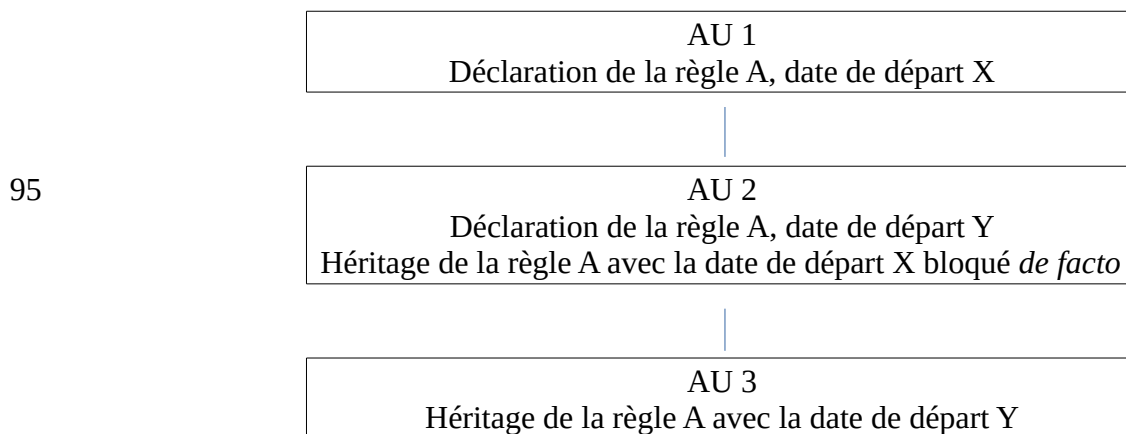 AU 1
Déclaration de la règle A, date de départ X
95
AU 2
Déclaration de la règle A, date de départ Y
Héritage de la règle A avec la date de départ X bloqué de facto
AU 3
Héritage de la règle A avec la date de départ Y